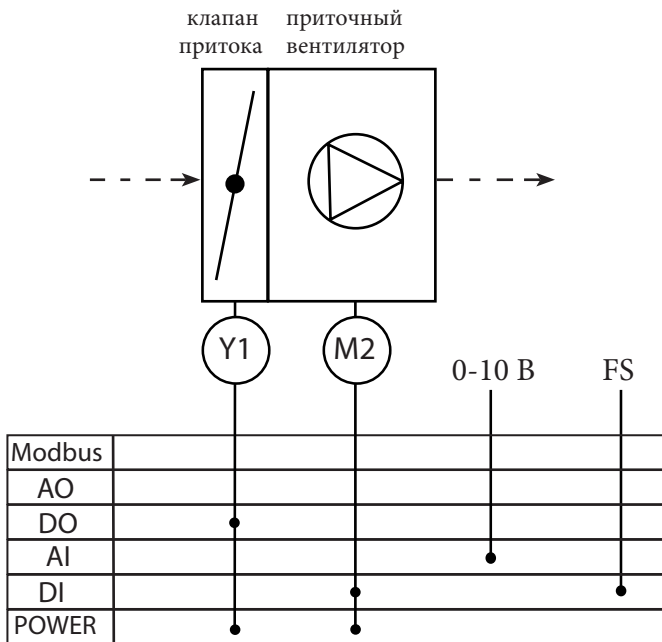 клапан
притока
приточный
вентилятор
Y1
M2
0-10 В
FS
Modbus
AO
DO
AI
DI
POWER